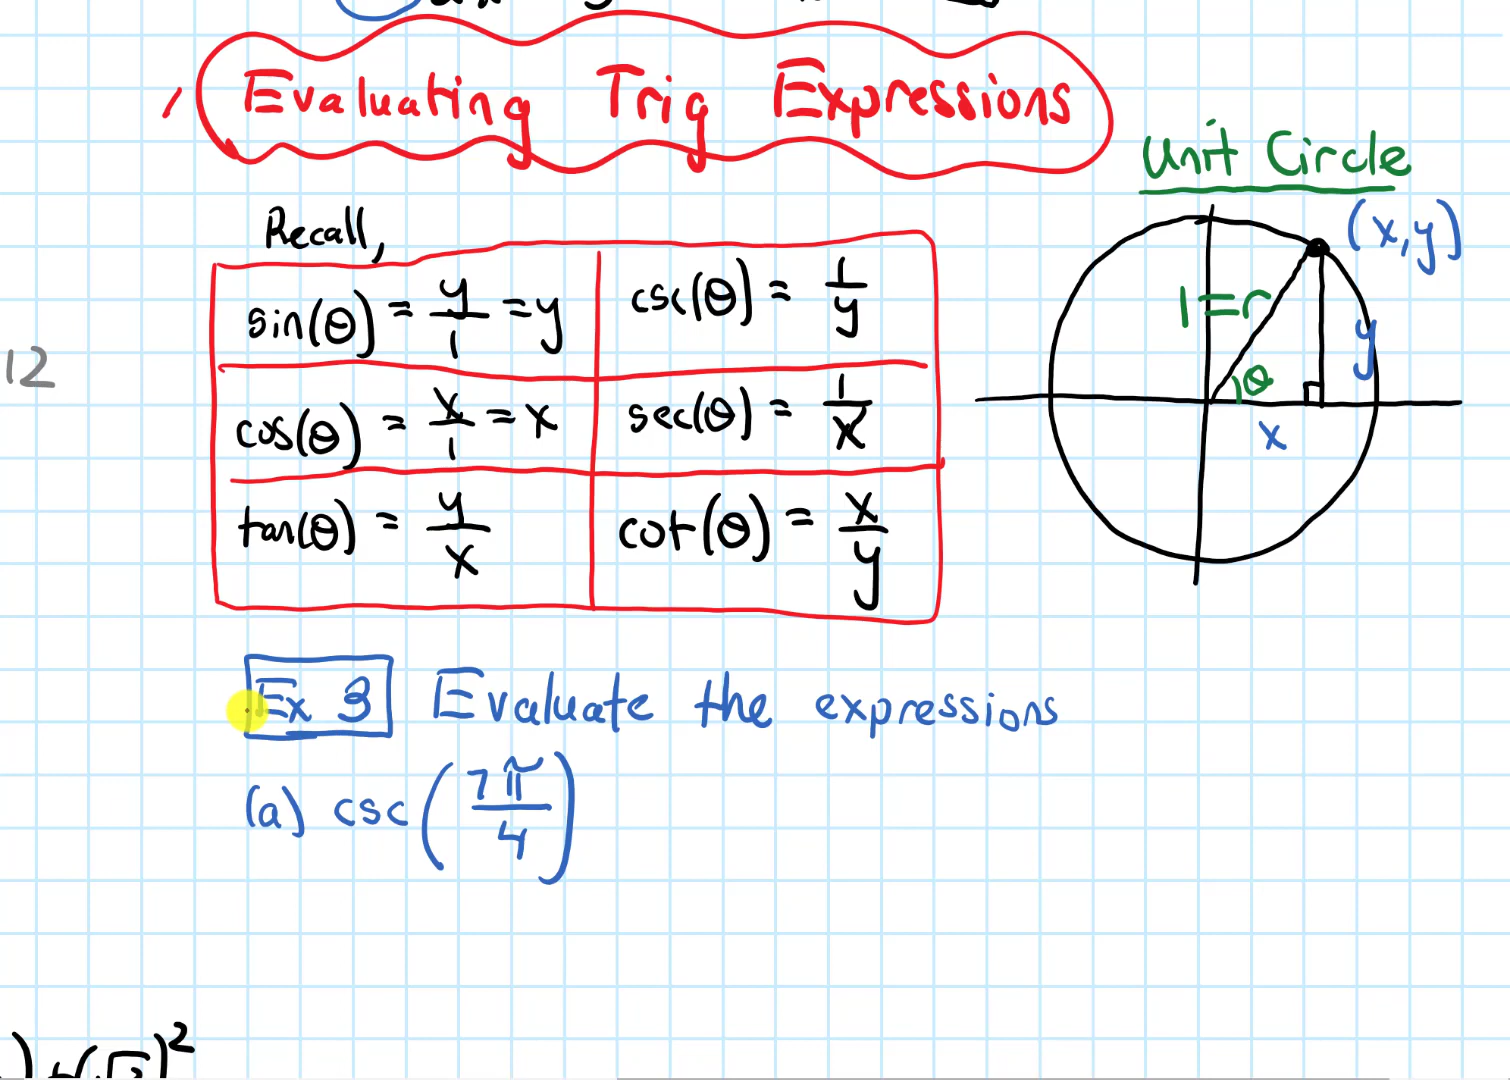 Evaluating Trig Expressions
Unit Circle
(x,y)
1=r
y
θ
x
Recall,
sin(θ) = y/1 = y
csc(θ) = 1/y
cos(θ) = x/1 = x
sec(θ) = 1/x
tan(θ) = y/x
cot(θ) = x/y
12
Ex 3 Evaluate the expressions
(a) csc(7π/4)